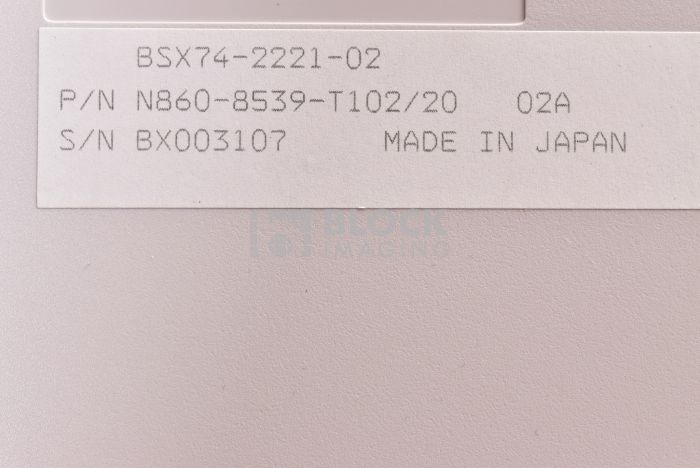 BSX74-2221-02
P/N N860-8539-T102/20 02A
S/N BX003107 MADE IN JAPAN
BLOCK
IMAGING